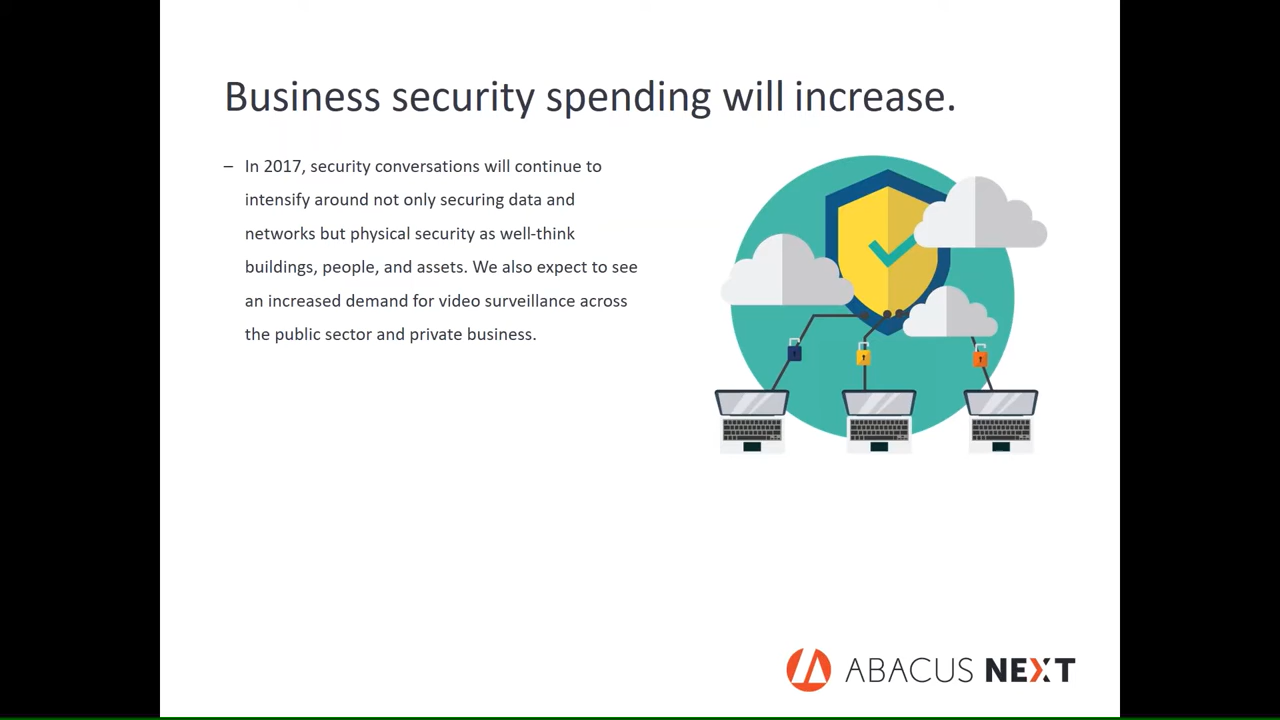 Business security spending will increase.
– In 2017, security conversations will continue to
intensify around not only securing data and
networks but physical security as well-think
buildings, people, and assets. We also expect to see
an increased demand for video surveillance across
the public sector and private business.
ABACUS NEXT